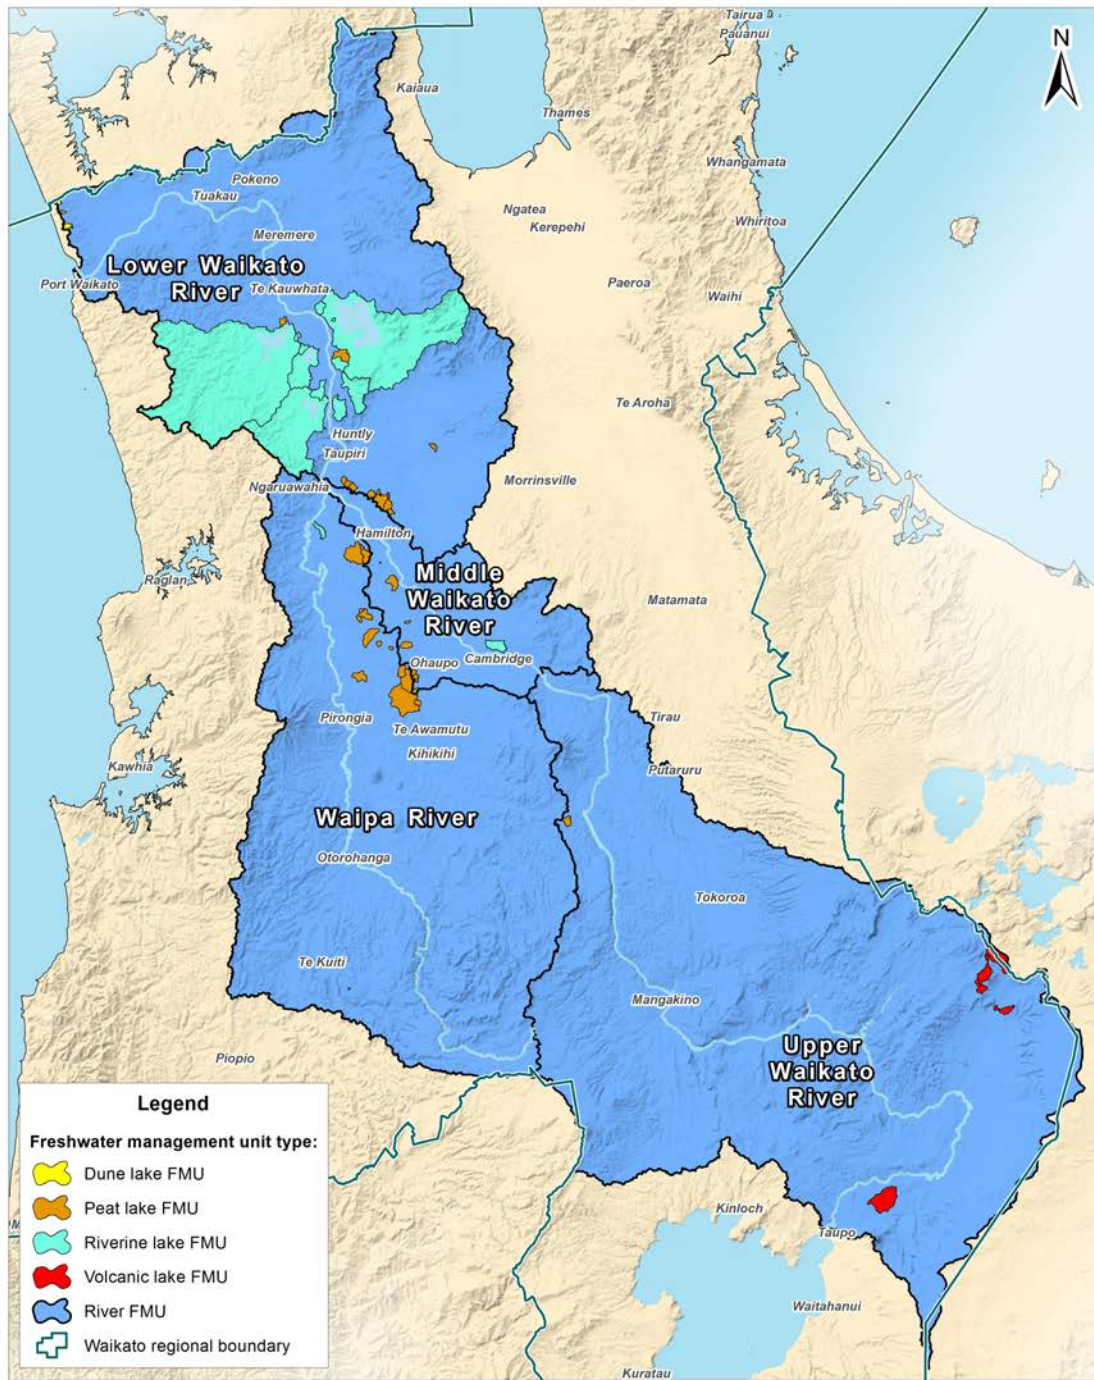 Tairua
Pauanui
N
Kaiaua
Thames
Whangamata
Pokeno
Tuakau
Ngatea
Kerepehi
Whiritoa
Meremere
Lower Waikato
River
Port Waikato
Te Kauwhata
Paeroa
Waihi
Te Aroha
Huntly
Taupiri
Ngaruawahia
Morrinsville
Hamilton
Raglan
Middle
Waikato
River
Matamata
Cambridge
Ohaupo
Pirongia
Te Awamutu
Kihikihi
Tirau
Putaruru
Kawhia
Waipa River
Otorohanga
Tokoroa
Te Kuiti
Mangakino
Upper
Waikato
River
Piopio
Kinloch
Taupo
Waitahanui
Kuratau
Legend
Freshwater management unit type:
Dune lake FMU
Peat lake FMU
Riverine lake FMU
Volcanic lake FMU
River FMU
Waikato regional boundary